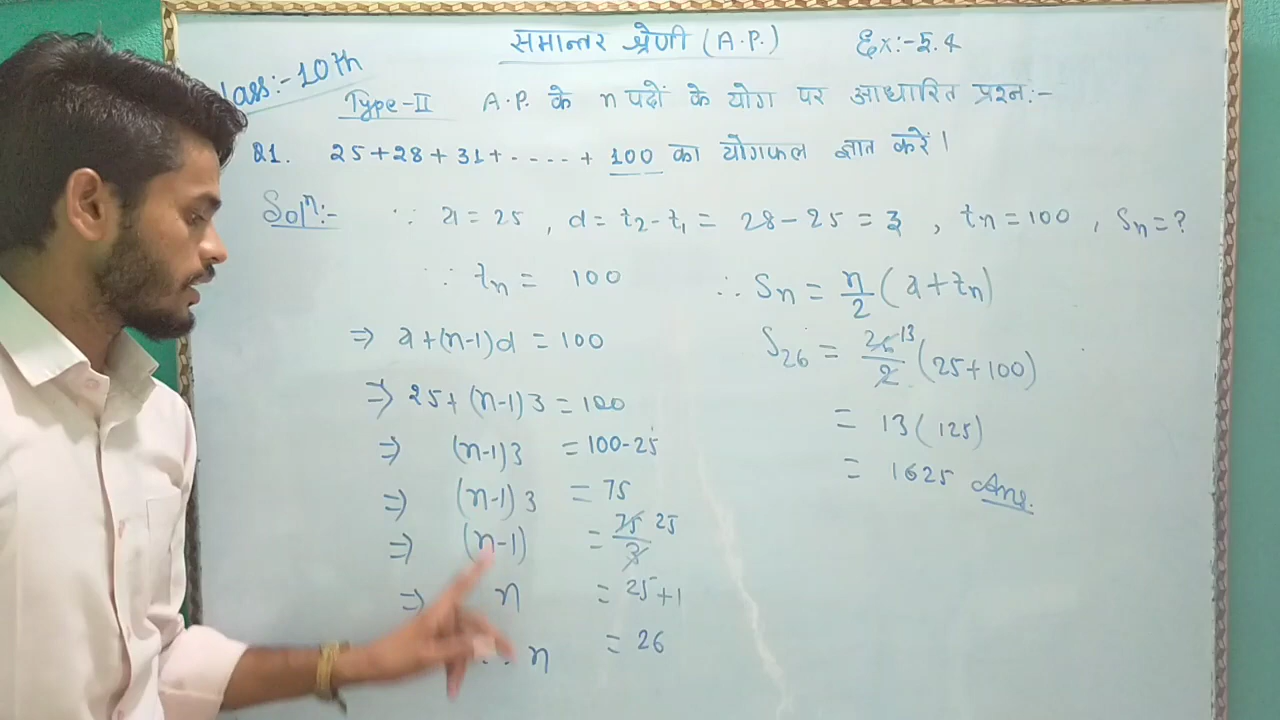 समान्तर श्रेणी (A.P.) Ex:-5.4
lass:-10th
Type-II A.P. के n पदों के योग पर आधारित प्रश्न:-
Q1. 25+28+31+-----+ 100 का योगफल ज्ञात करें।
Solⁿ:- ∵ a=25, d=t₂-t₁= 28-25=3, tn=100, Sn=?
∵ tn= 100
⇒ a+(n-1)d =100
⇒ 25+(n-1)3=100
⇒ (n-1)3 =100-25
⇒ (n-1)3 =75
⇒ (n-1) =75/3 25
⇒ n =25+1
∴ n =26
∴ Sn = n/2 (a+tn)
S26 = 26/2 13 (25+100)
= 13(125)
= 1625 Ans.